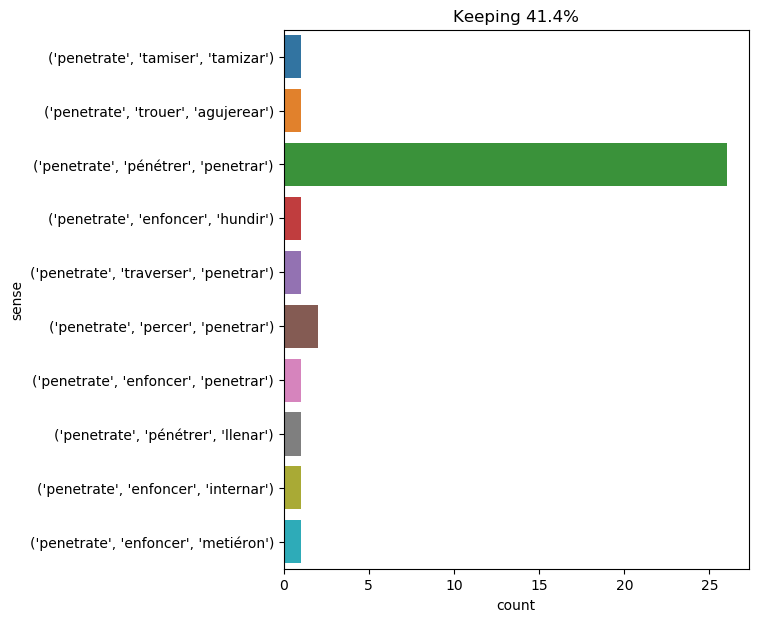 Keeping 41.4%
('penetrate', 'tamiser', 'tamizar')
('penetrate', 'trouer', 'agujerear')
('penetrate', 'pénétrer', 'penetrar')
('penetrate', 'enfoncer', 'hundir')
('penetrate', 'traverser', 'penetrar')
('penetrate', 'percer', 'penetrar')
('penetrate', 'enfoncer', 'penetrar')
('penetrate', 'pénétrer', 'llenar')
('penetrate', 'enfoncer', 'internar')
('penetrate', 'enfoncer', 'metiéron')
sense
0 5 10 15 20 25
count